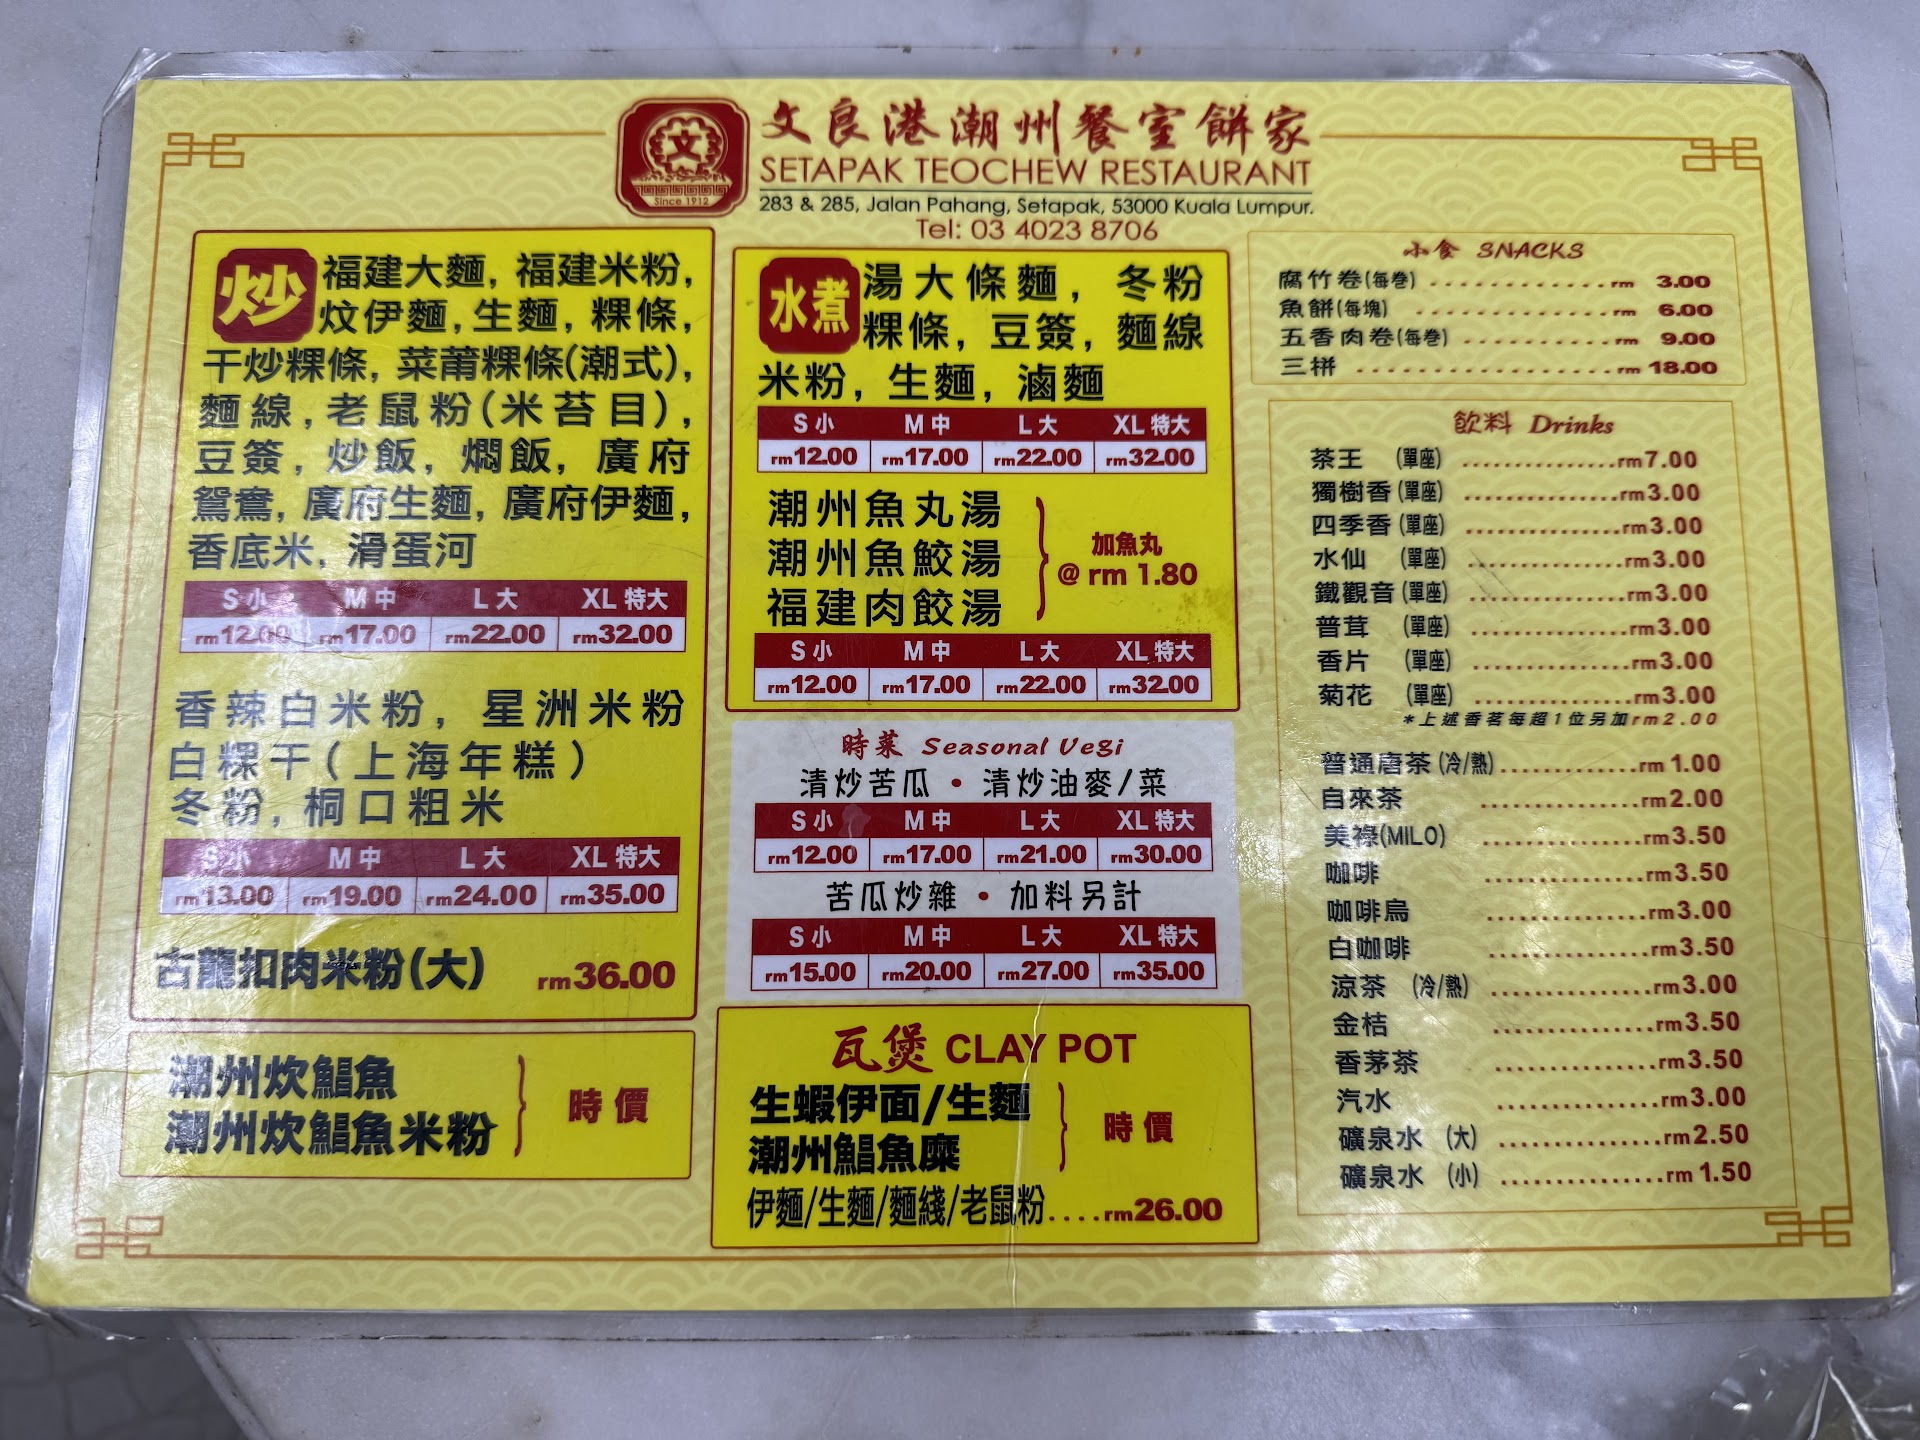 文良港潮州餐室餅家
文
Since 1912
SETAPAK TEOCHEW RESTAURANT
283 & 285, Jalan Pahang, Setapak, 53000 Kuala Lumpur.
Tel: 03 4023 8706
炒
福建大麵, 福建米粉,
炆伊麵, 生麵, 粿條,
干炒粿條, 菜莆粿條(潮式),
麵線, 老鼠粉(米苔目),
豆簽, 炒飯, 燜飯, 廣府
鴛鴦, 廣府生麵, 廣府伊麵,
香底米, 滑蛋河
S 小 M 中 L 大 XL 特大
rm12.00 rm17.00 rm22.00 rm32.00
香辣白米粉, 星洲米粉
白粿干(上海年糕)
冬粉, 桐口粗米
S 小 M 中 L 大 XL 特大
rm13.00 rm19.00 rm24.00 rm35.00
古龍扣肉米粉(大) rm36.00
潮州炊鯧魚
潮州炊鯧魚米粉
時價
水煮
湯大條麵, 冬粉
粿條, 豆簽, 麵線
米粉, 生麵, 滷麵
S 小 M 中 L 大 XL 特大
rm12.00 rm17.00 rm22.00 rm32.00
潮州魚丸湯
潮州魚鮫湯
福建肉餃湯
加魚丸
@ rm 1.80
S 小 M 中 L 大 XL 特大
rm12.00 rm17.00 rm22.00 rm32.00
時菜 Seasonal Vegi
清炒苦瓜 • 清炒油麥/菜
S 小 M 中 L 大 XL 特大
rm12.00 rm17.00 rm21.00 rm30.00
苦瓜炒雜 • 加料另計
S 小 M 中 L 大 XL 特大
rm15.00 rm20.00 rm27.00 rm35.00
瓦煲 CLAY POT
生蝦伊面/生麵
潮州鯧魚糜
時價
伊麵/生麵/麵綫/老鼠粉....rm26.00
小食 SNACKS
腐竹卷(每巻) ............. rm 3.00
魚餅(每塊) ............... rm 6.00
五香肉卷(每巻) .......... rm 9.00
三拼 ..................... rm 18.00
飲料 Drinks
茶王 (單座) ...............rm7.00
獨樹香(單座) ...............rm3.00
四季香(單座) ...............rm3.00
水仙 (單座) ...............rm3.00
鐵觀音(單座) ...............rm3.00
普茸 (單座) ...............rm3.00
香片 (單座) ...............rm3.00
菊花 (單座) ...............rm3.00
*上述香茗每超1位另加rm2.00
普通唐茶(冷/熱).............rm 1.00
自來茶 ...............rm2.00
美祿(MILO) ...............rm3.50
咖啡 ...............rm3.50
咖啡烏 ...............rm3.00
白咖啡 ...............rm3.50
涼茶 (冷/熱) ...............rm3.00
金桔 ...............rm3.50
香茅茶 ...............rm3.50
汽水 ...............rm3.00
礦泉水 (大) ...............rm2.50
礦泉水 (小) ...............rm 1.50